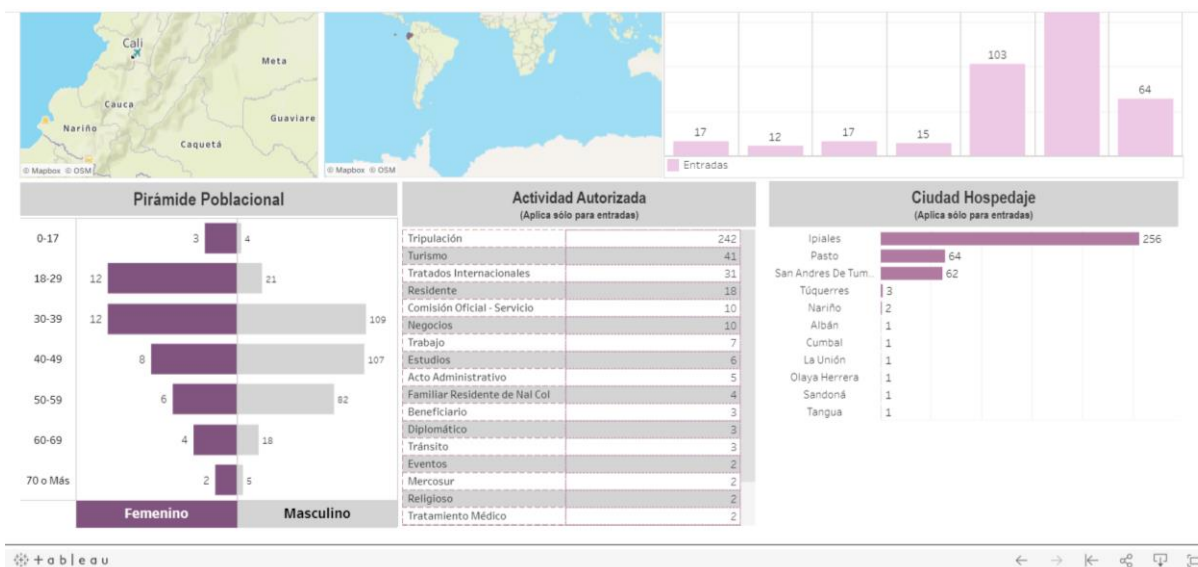 Cali
Meta
Cauca
Guaviare
Nariño
Caquetá
© Mapbox © OSM
© Mapbox © OSM
17
12
17
15
103
64
Entradas
Pirámide Poblacional
0-17
3
4
18-29
12
21
30-39
12
109
40-49
8
107
50-59
6
82
60-69
4
18
70 o Más
2
5
Femenino
Masculino
Actividad Autorizada
(Aplica sólo para entradas)
Tripulación 242
Turismo 41
Tratados Internacionales 31
Residente 18
Comisión Oficial - Servicio 10
Negocios 10
Trabajo 7
Estudios 6
Acto Administrativo 5
Familiar Residente de Nal Col 4
Beneficiario 3
Diplomático 3
Tránsito 3
Eventos 2
Mercosur 2
Religioso 2
Tratamiento Médico 2
Ciudad Hospedaje
(Aplica sólo para entradas)
Ipiales 256
Pasto 64
San Andres De Tum... 62
Túquerres 3
Nariño 2
Albán 1
Cumbal 1
La Unión 1
Olaya Herrera 1
Sandoná 1
Tangua 1
+ a b l e a u